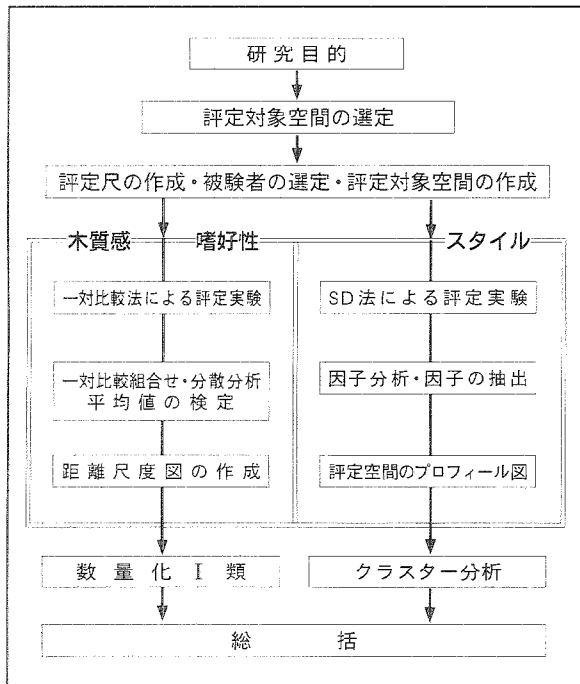 研究目的
評定対象空間の選定
評定尺の作成・被験者の選定・評定対象空間の作成
木質感 嗜好性 スタイル
一対比較法による評定実験
SD法による評定実験
一対比較組合せ・分散分析
平均値の検定
因子分析・因子の抽出
距離尺度図の作成
評定空間のプロフィール図
数量化Ⅰ類
クラスター分析
総括